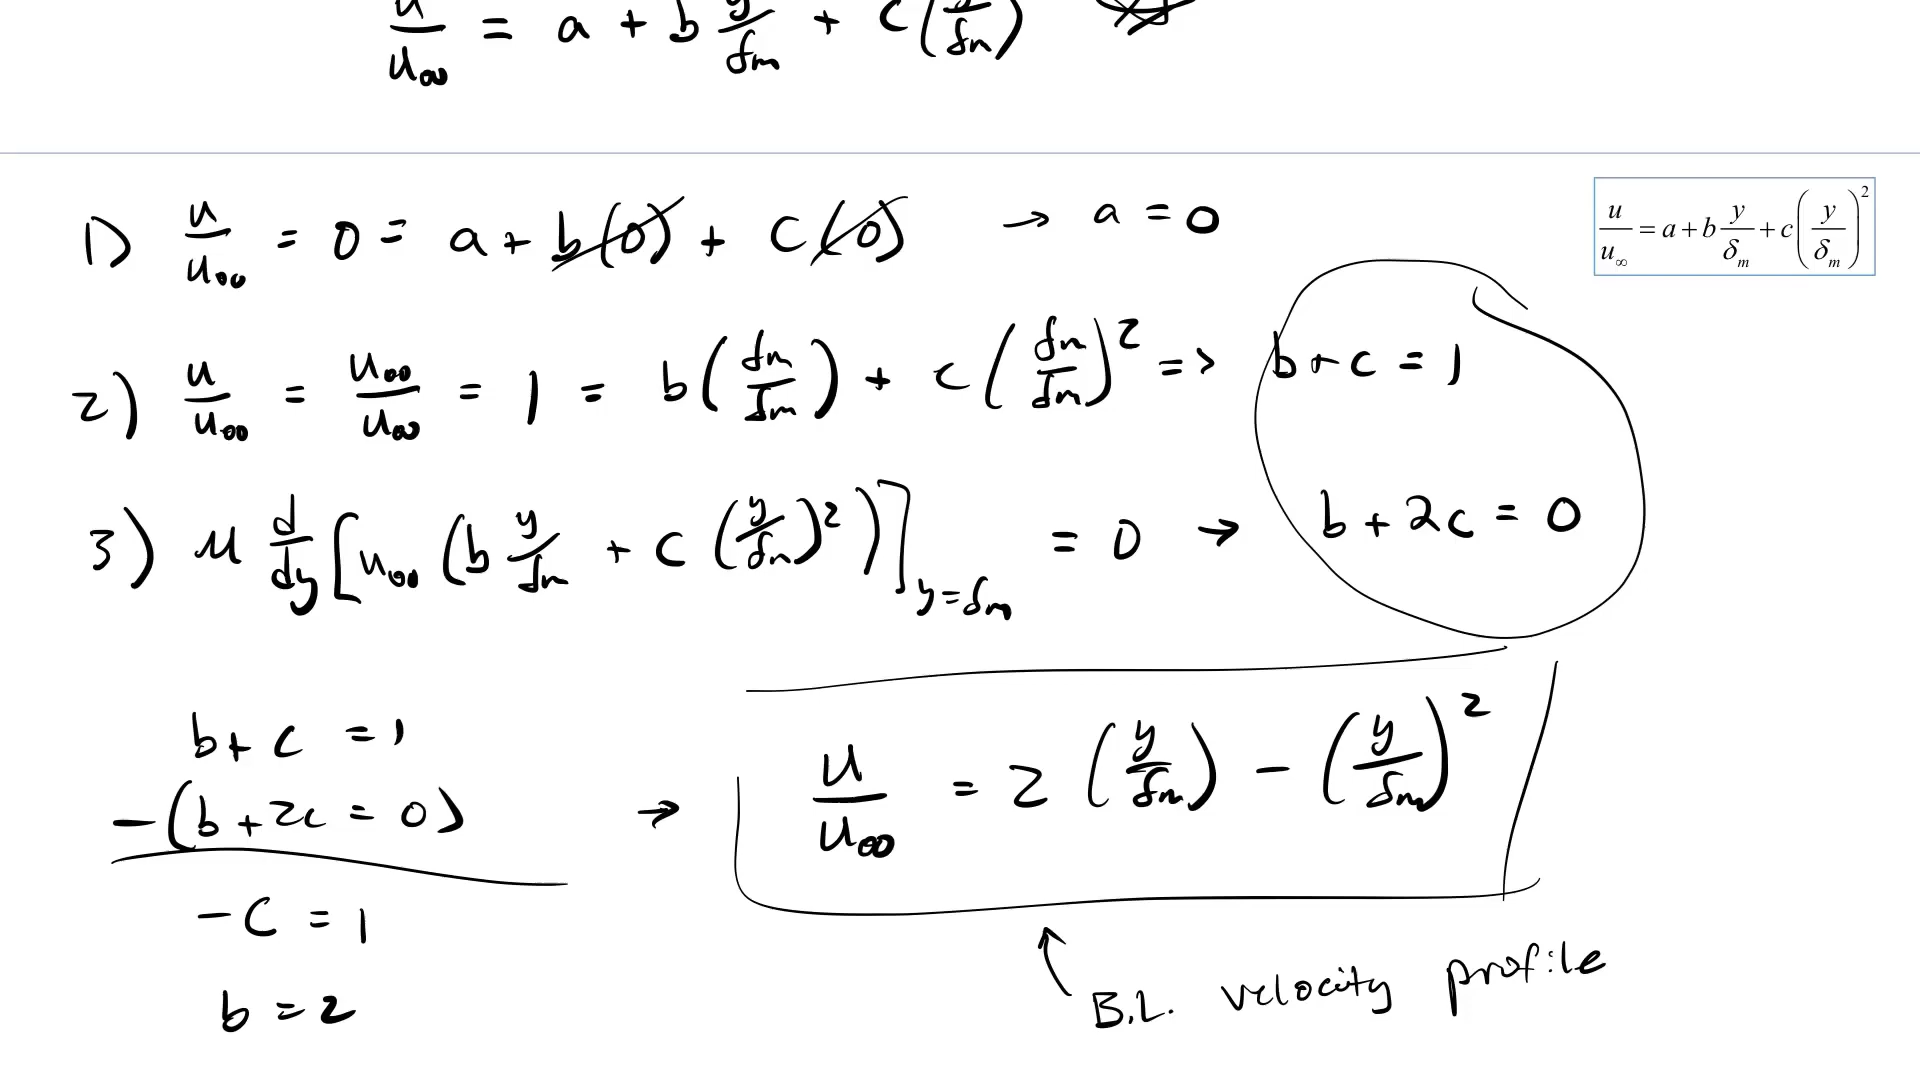 u/u∞ = a + b y/δm + c(y/δm)
u/u∞ = a + b y/δm + c(y/δm)²
1) u/u∞ = 0 = a + b(0) + c(0) → a = 0
2) u/u∞ = u∞/u∞ = 1 = b(δm/δm) + c(δm/δm)² => b + c = 1
3) μ d/dy [u∞ (b y/δm + c (y/δm)²)] y=δm = 0 → b + 2c = 0
b + c = 1
-(b + 2c = 0)
→ u/u∞ = 2(y/δm) - (y/δm)²
-c = 1
b = 2
B.L. velocity profile